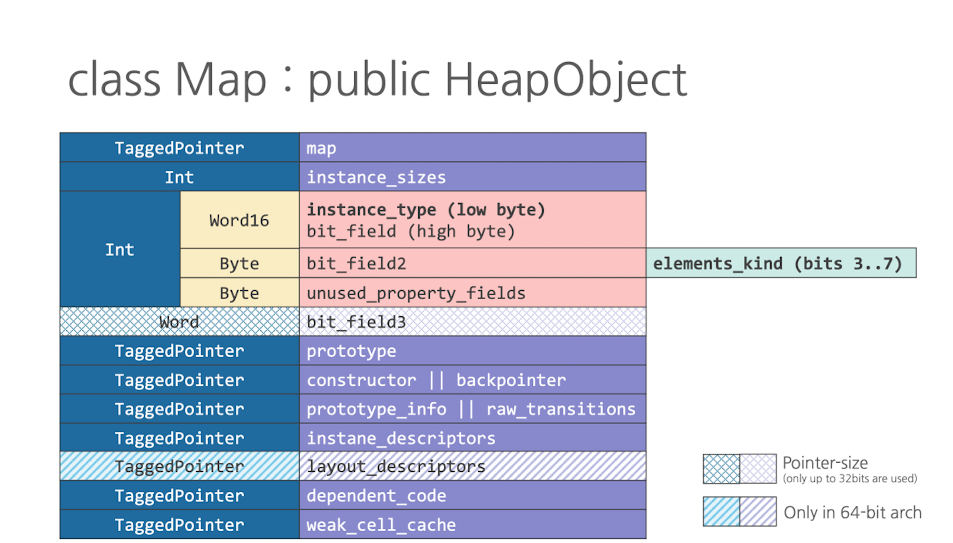 class Map : public HeapObject
TaggedPointer map
Int instance_sizes
Int
Word16
instance_type (low byte)
bit_field (high byte)
Byte bit_field2 elements_kind (bits 3..7)
Byte unused_property_fields
Word bit_field3
TaggedPointer prototype
TaggedPointer constructor || backpointer
TaggedPointer prototype_info || raw_transitions
TaggedPointer instane_descriptors
TaggedPointer layout_descriptors
TaggedPointer dependent_code
TaggedPointer weak_cell_cache
Pointer-size
(only up to 32bits are used)
Only in 64-bit arch